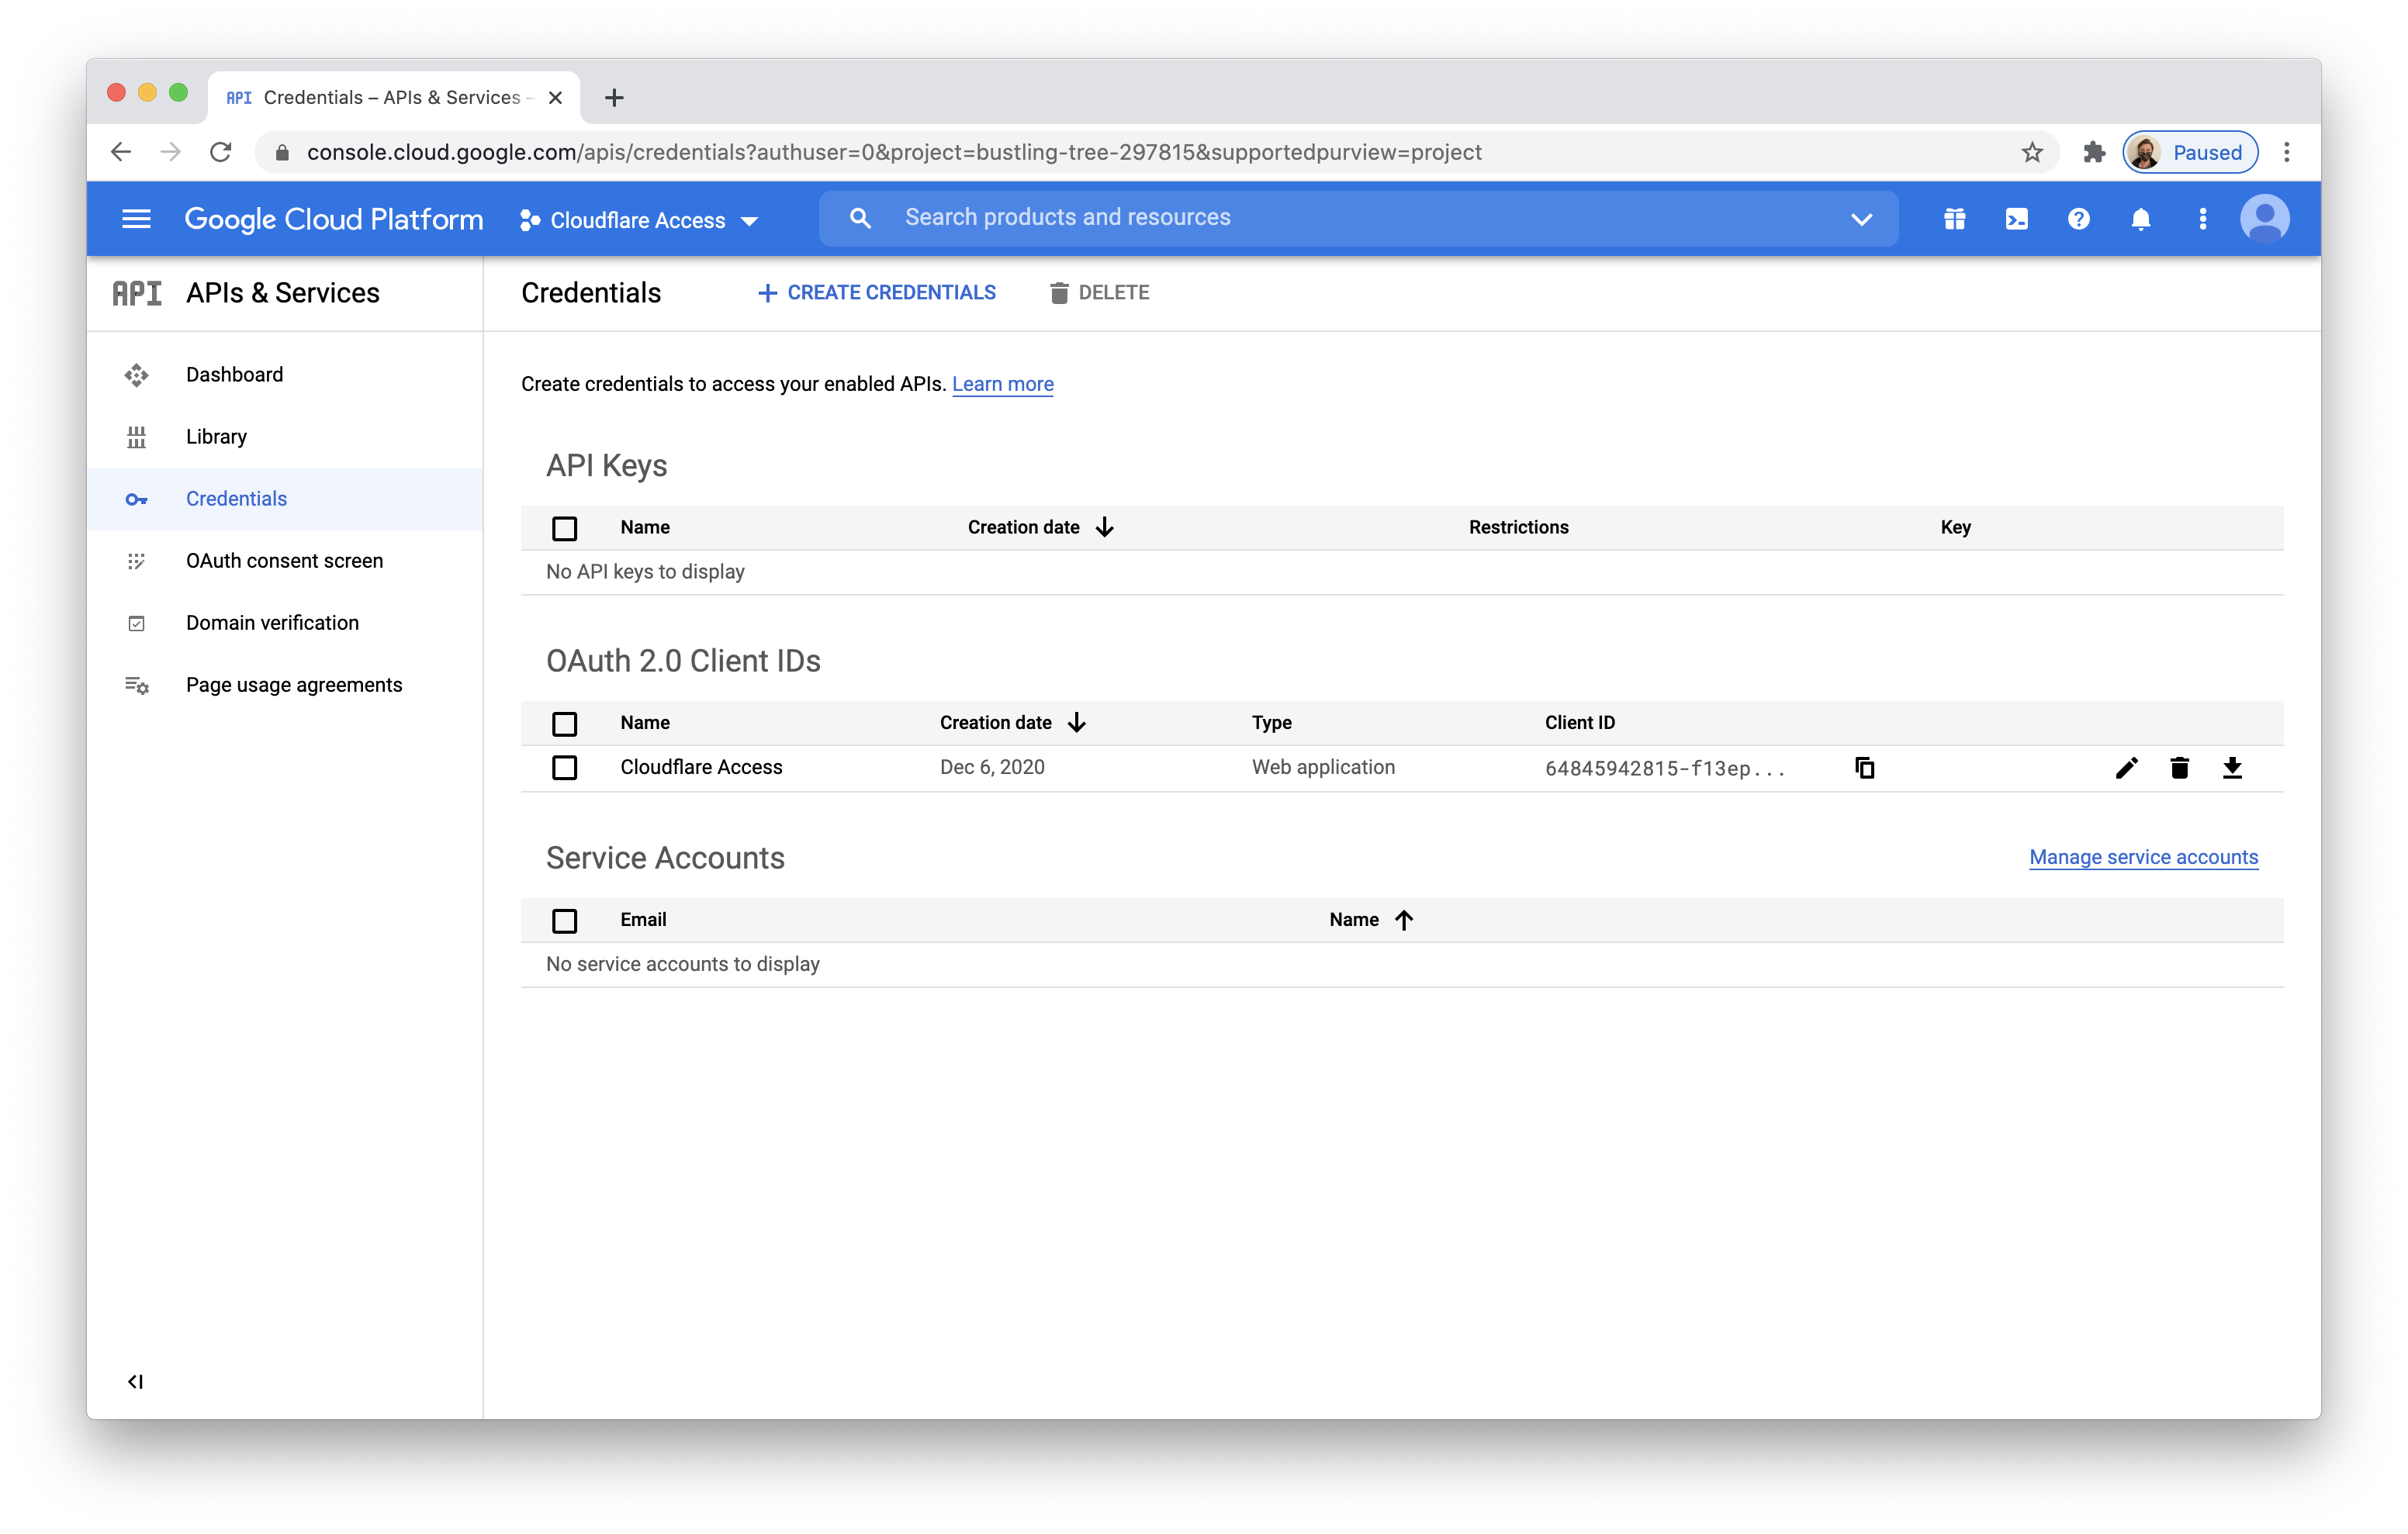 API Credentials – APIs & Services –
console.cloud.google.com/apis/credentials?authuser=0&project=bustling-tree-297815&supportedpurview=project
Paused
Google Cloud Platform
Cloudflare Access
Search products and resources
API APIs & Services
Credentials
CREATE CREDENTIALS
DELETE
Dashboard
Library
Credentials
OAuth consent screen
Domain verification
Page usage agreements
Create credentials to access your enabled APIs. Learn more
API Keys
Name Creation date Restrictions Key
No API keys to display
OAuth 2.0 Client IDs
Name Creation date Type Client ID
Cloudflare Access Dec 6, 2020 Web application 64845942815-f13ep...
Service Accounts
Manage service accounts
Email Name
No service accounts to display